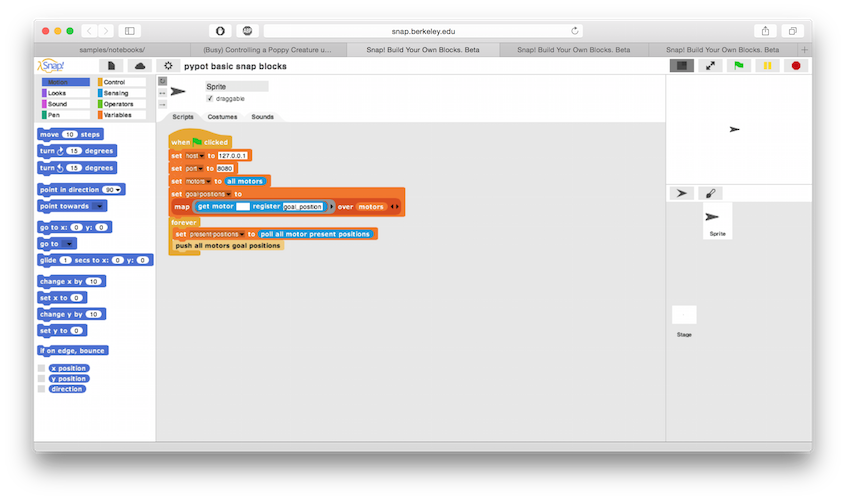 snap.berkeley.edu
samples/notebooks/
(Busy) Controlling a Poppy Creature u...
Snap! Build Your Own Blocks. Beta
Snap! Build Your Own Blocks. Beta
Snap! Build Your Own Blocks. Beta
Snap!
pypot basic snap blocks
Motion
Control
Looks
Sensing
Sound
Operators
Pen
Variables
Sprite
draggable
Scripts
Costumes
Sounds
move 10 steps
turn 15 degrees
turn 15 degrees
point in direction 90
point towards
go to x: 0 y: 0
go to
glide 1 secs to x: 0 y: 0
change x by 10
set x to 0
change y by 10
set y to 0
if on edge, bounce
x position
y position
direction
when clicked
set host to 127.0.0.1
set port to 8080
set motors to all motors
set goal-positions to
map get motor register goal_position over motors
forever
set present positions to poll all motor present positions
push all motors goal positions
Sprite
Stage